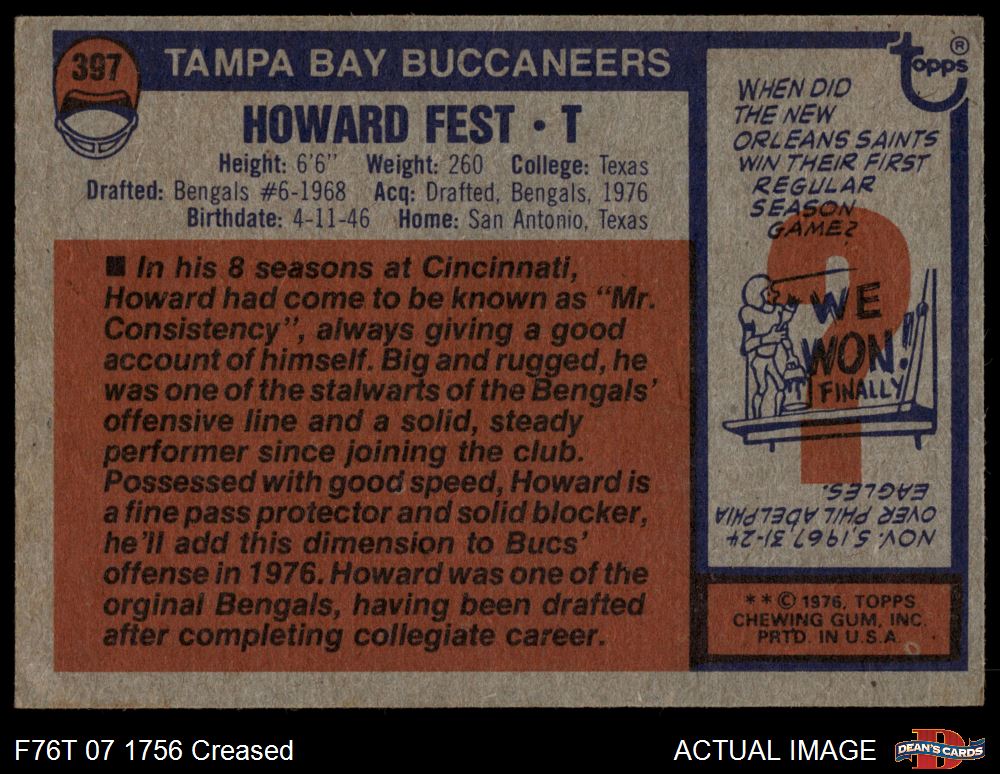 397
TAMPA BAY BUCCANEERS
HOWARD FEST • T
Height: 6'6" Weight: 260 College: Texas
Drafted: Bengals #6-1968 Acq: Drafted, Bengals, 1976
Birthdate: 4-11-46 Home: San Antonio, Texas
■ In his 8 seasons at Cincinnati,
Howard had come to be known as "Mr.
Consistency", always giving a good
account of himself. Big and rugged, he
was one of the stalwarts of the Bengals'
offensive line and a solid, steady
performer since joining the club.
Possessed with good speed, Howard is
a fine pass protector and solid blocker,
he'll add this dimension to Bucs'
offense in 1976. Howard was one of the
orginal Bengals, having been drafted
after completing collegiate career.
topps ®
WHEN DID
THE NEW
ORLEANS SAINTS
WIN THEIR FIRST
REGULAR
SEASON
GAME?
?
WE
WON!
FINALLY
NOV. 5, 1967, 31-24
OVER PHILADELPHIA
EAGLES.
* * © 1976, TOPPS
CHEWING GUM, INC.
PRTD. IN U.S.A.
D
F76T 07 1756 Creased
ACTUAL IMAGE
D
DEAN'S CARDS